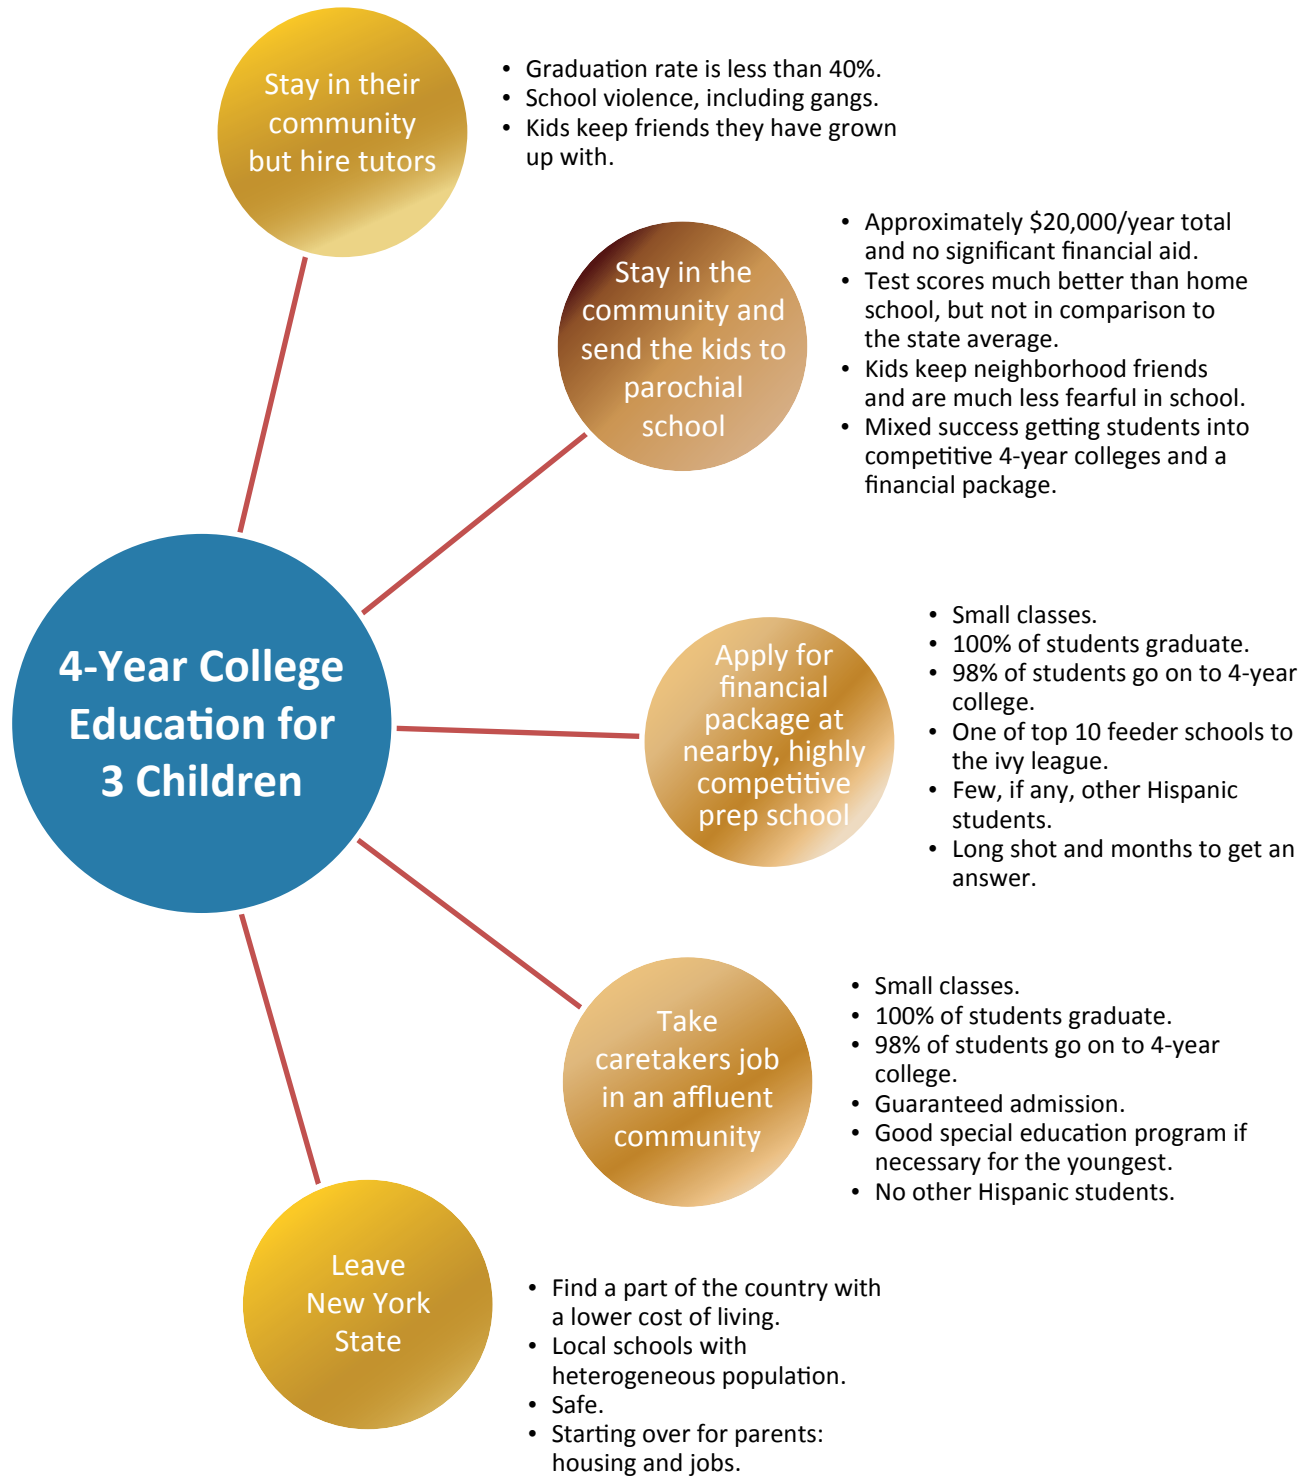 Stay in their
community
but hire tutors
• Graduation rate is less than 40%.
• School violence, including gangs.
• Kids keep friends they have grown
up with.
Stay in the
community and
send the kids to
parochial
school
• Approximately $20,000/year total
and no significant financial aid.
• Test scores much better than home
school, but not in comparison to
the state average.
• Kids keep neighborhood friends
and are much less fearful in school.
• Mixed success getting students into
competitive 4-year colleges and a
financial package.
4-Year College
Education for
3 Children
Apply for
financial
package at
nearby, highly
competitive
prep school
• Small classes.
• 100% of students graduate.
• 98% of students go on to 4-year
college.
• One of top 10 feeder schools to
the ivy league.
• Few, if any, other Hispanic
students.
• Long shot and months to get an
answer.
Take
caretakers job
in an affluent
community
• Small classes.
• 100% of students graduate.
• 98% of students go on to 4-year
college.
• Guaranteed admission.
• Good special education program if
necessary for the youngest.
• No other Hispanic students.
Leave
New York
State
• Find a part of the country with
a lower cost of living.
• Local schools with
heterogeneous population.
• Safe.
• Starting over for parents:
housing and jobs.